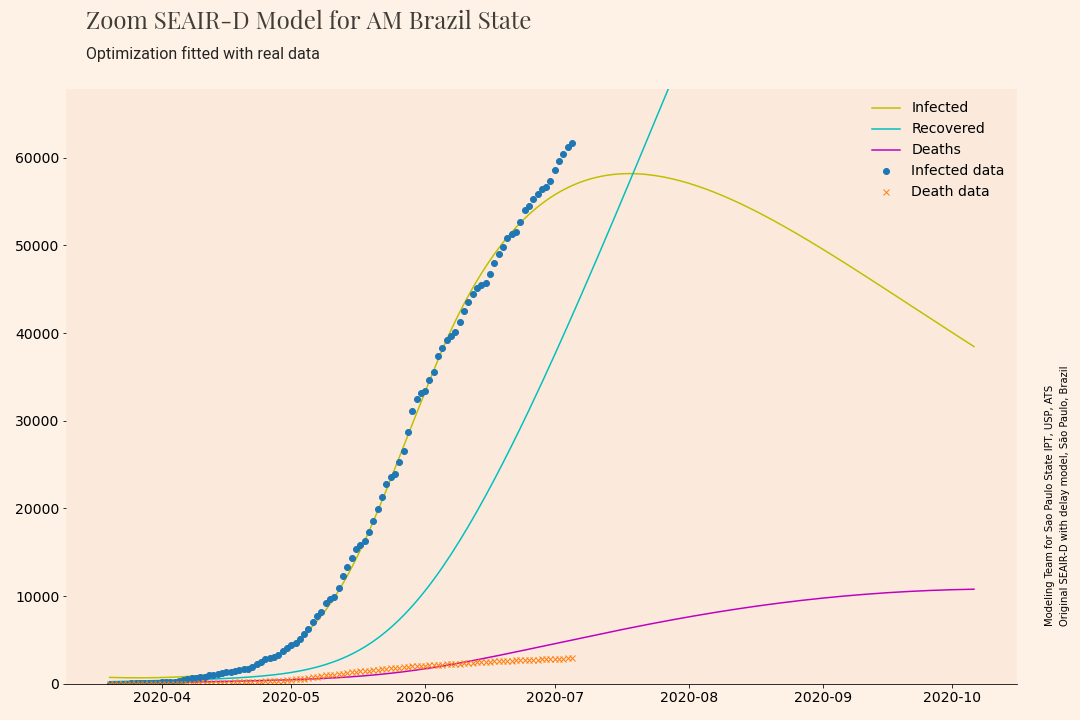 Zoom SEAIR-D Model for AM Brazil State
Optimization fitted with real data
Infected
Recovered
Deaths
Infected data
Death data
60000
50000
40000
30000
20000
10000
0
2020-04
2020-05
2020-06
2020-07
2020-08
2020-09
2020-10
Modeling Team for Sao Paulo State IPT, USP, ATS
Original SEAIR-D with delay model, São Paulo, Brazil